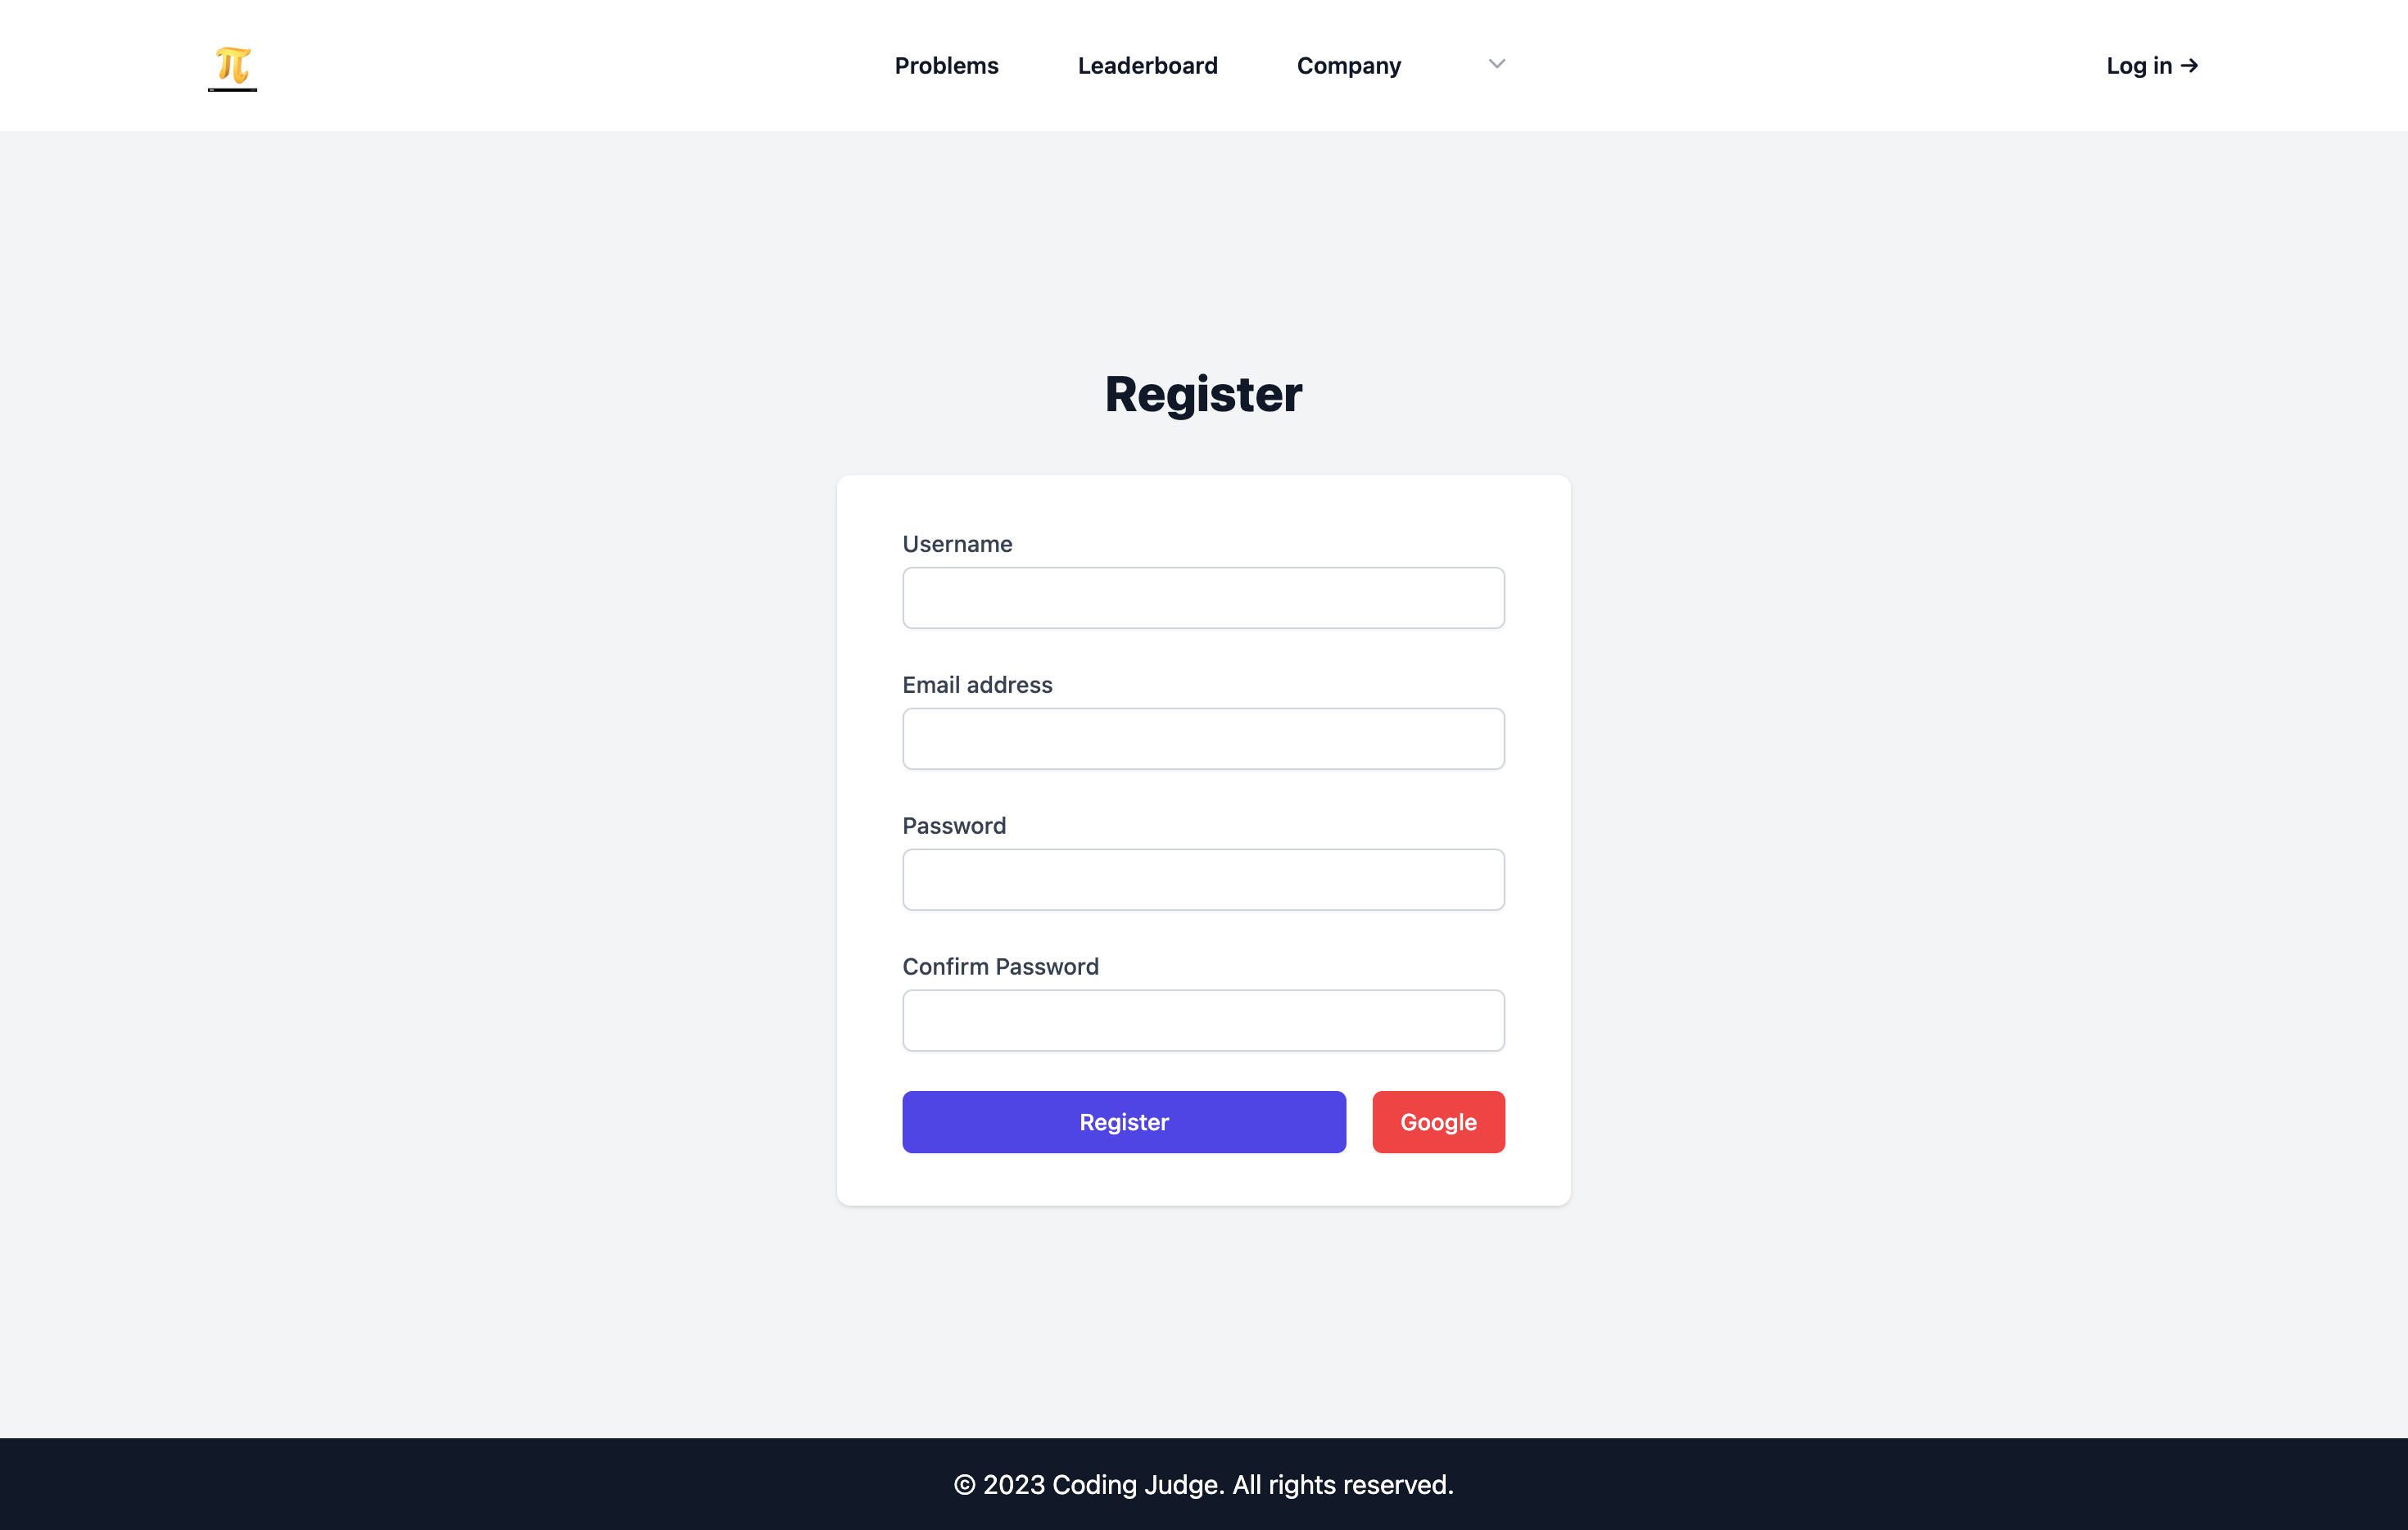 π
Problems Leaderboard Company Log in →
Register
Username
Email address
Password
Confirm Password
Register Google
© 2023 Coding Judge. All rights reserved.